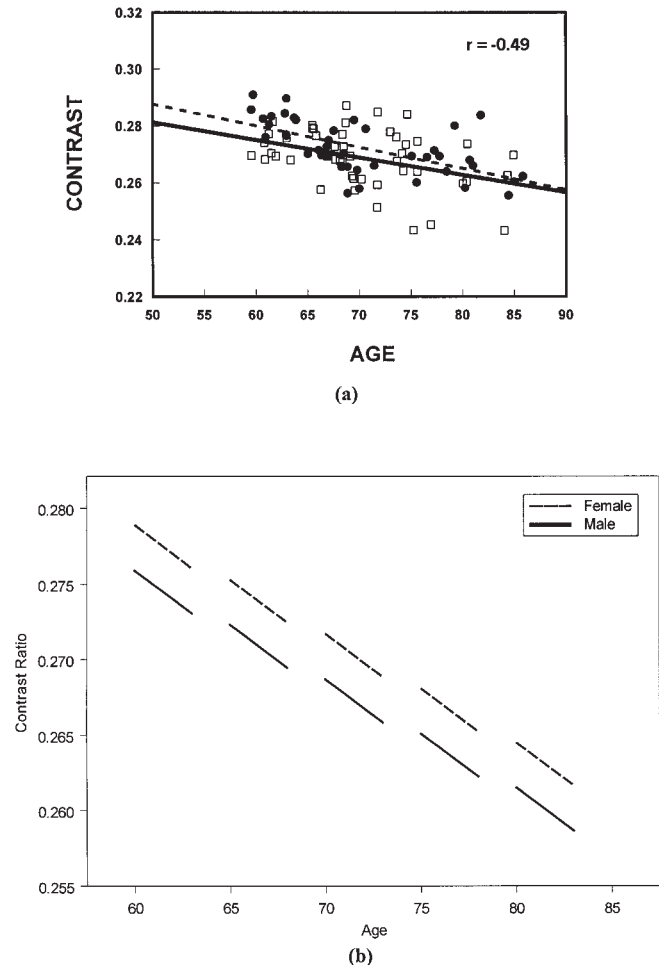 0.32
r = -0.49
0.30
0.28
CONTRAST
0.26
0.24
0.22
50 55 60 65 70 75 80 85 90
AGE
(a)
0.280
Female
Male
0.275
0.270
Contrast Ratio
0.265
0.260
0.255
60 65 70 75 80 85
Age
(b)